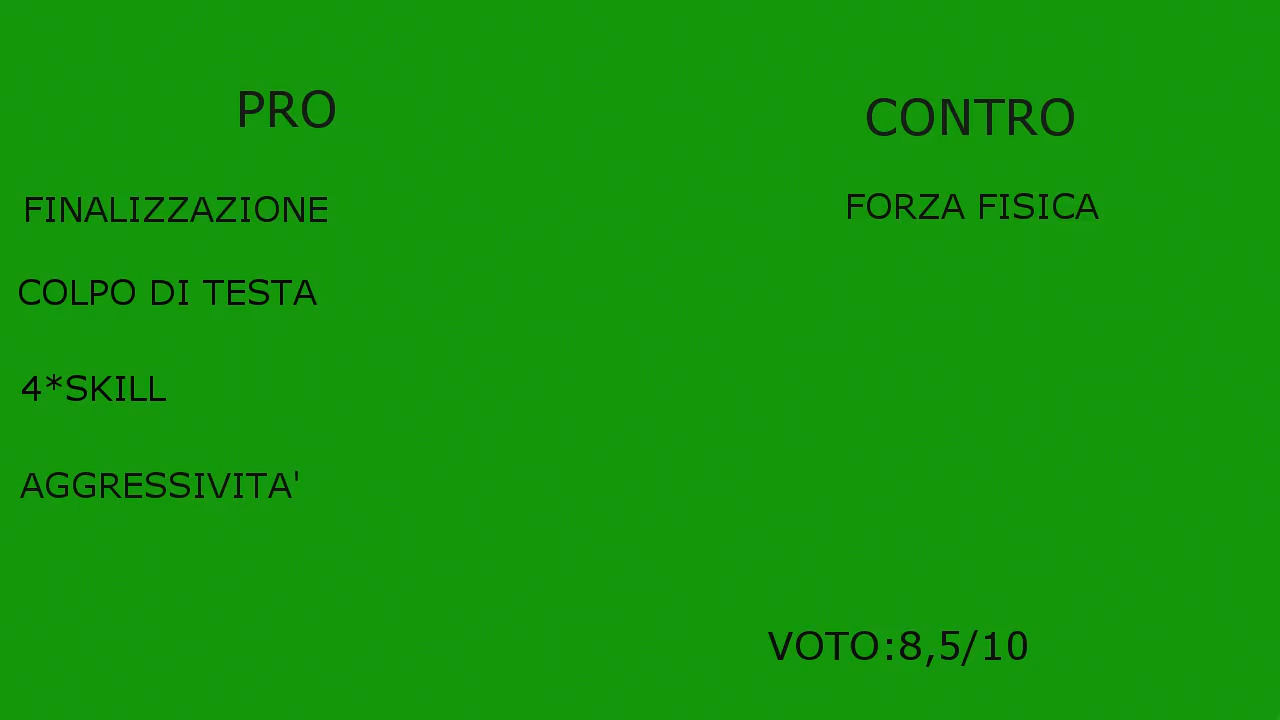 PRO
FINALIZZAZIONE
COLPO DI TESTA
4*SKILL
AGGRESSIVITA'
CONTRO
FORZA FISICA
VOTO:8,5/10